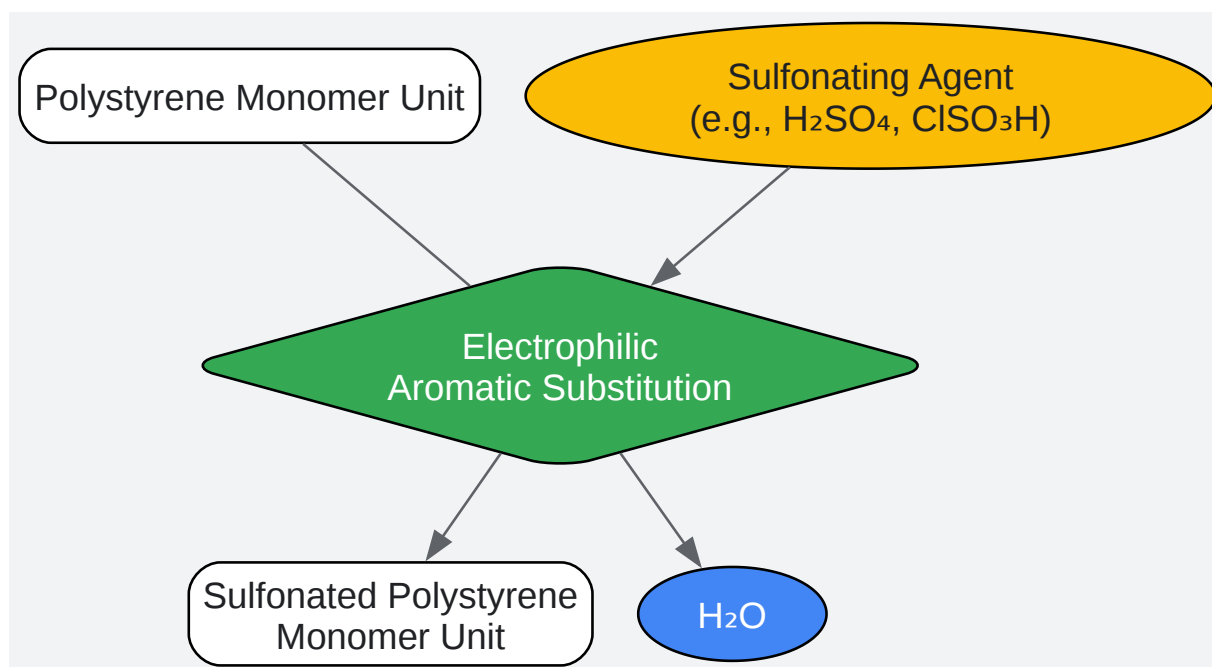 Polystyrene Monomer Unit
Sulfonating Agent
(e.g., H₂SO₄, ClSO₃H)
Electrophilic
Aromatic Substitution
Sulfonated Polystyrene
Monomer Unit
H₂O